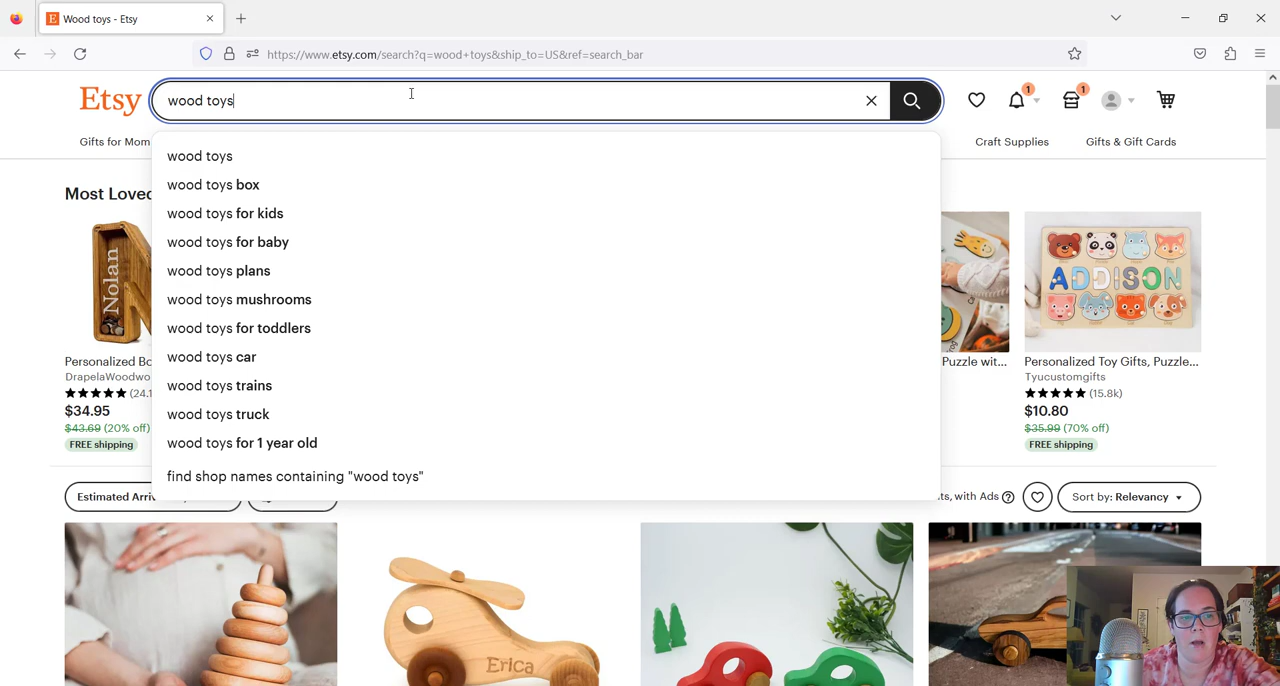 Wood toys - Etsy
https://www.etsy.com/search?q=wood+toys&ship_to=US&ref=search_bar
Etsy
wood toys
1
1
Gifts for Mom
Craft Supplies
Gifts & Gift Cards
wood toys
wood toys box
wood toys for kids
wood toys for baby
wood toys plans
wood toys mushrooms
wood toys for toddlers
wood toys car
wood toys trains
wood toys truck
wood toys for 1 year old
find shop names containing "wood toys"
Most Loved
Nolan
ADDISON
Personalized
DrapelaWoodwo
(24.1
$34.95
$43.69 (20% off)
FREE shipping
Puzzle wit...
Personalized Toy Gifts, Puzzle...
Tyucustomgifts
(15.8k)
$10.80
$35.99 (70% off)
FREE shipping
Estimated
with Ads
Sort by: Relevancy
Erica